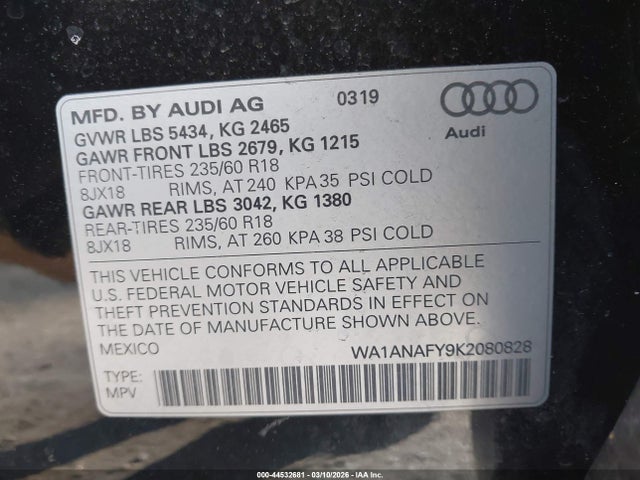 MFD. BY AUDI AG 0319
GVWR LBS 5434, KG 2465
GAWR FRONT LBS 2679, KG 1215
FRONT-TIRES 235/60 R18
8JX18 RIMS, AT 240 KPA 35 PSI COLD
GAWR REAR LBS 3042, KG 1380
REAR-TIRES 235/60 R18
8JX18 RIMS, AT 260 KPA 38 PSI COLD
Audi
THIS VEHICLE CONFORMS TO ALL APPLICABLE
U.S. FEDERAL MOTOR VEHICLE SAFETY AND
THEFT PREVENTION STANDARDS IN EFFECT ON
THE DATE OF MANUFACTURE SHOWN ABOVE.
MEXICO WA1ANAFY9K2080828
TYPE:
MPV
000-44532681 - 03/10/2026 - IAA Inc.